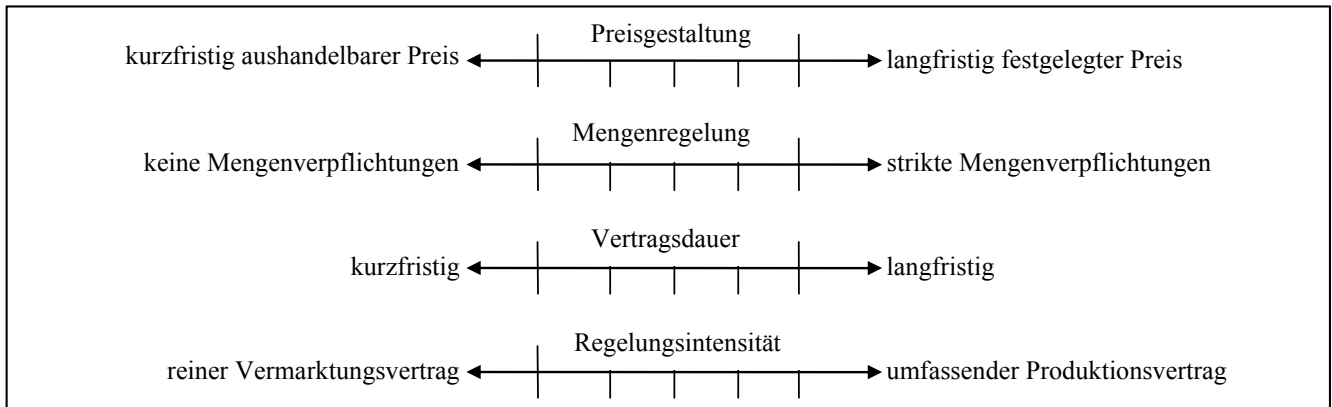 Preisgestaltung
kurzfristig aushandelbarer Preis langfristig festgelegter Preis
Mengenregelung
keine Mengenverpflichtungen strikte Mengenverpflichtungen
Vertragsdauer
kurzfristig langfristig
Regelungsintensität
reiner Vermarktungsvertrag umfassender Produktionsvertrag